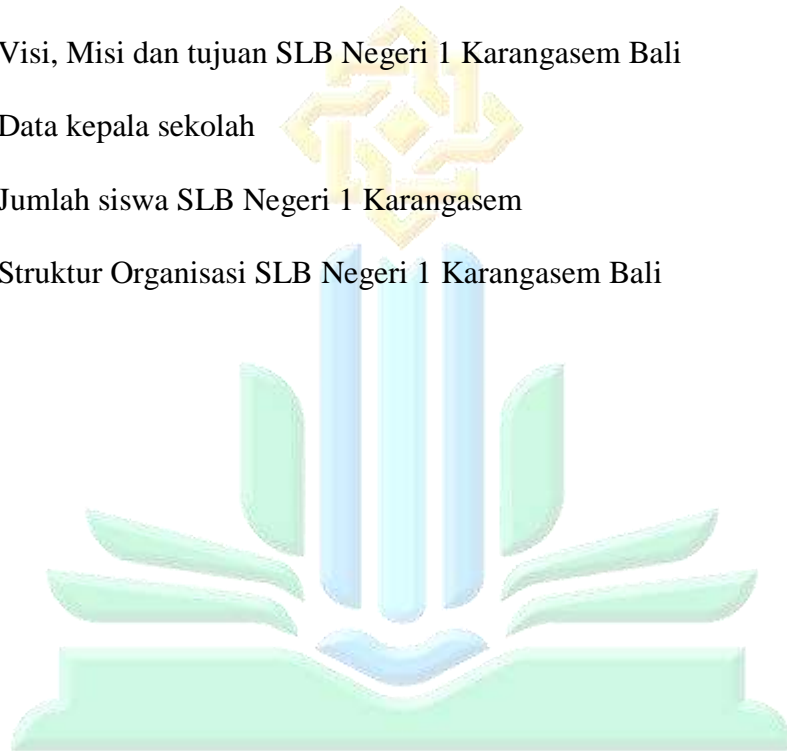 Visi, Misi dan tujuan SLB Negeri 1 Karangasem Bali
Data kepala sekolah
Jumlah siswa SLB Negeri 1 Karangasem
Struktur Organisasi SLB Negeri 1 Karangasem Bali